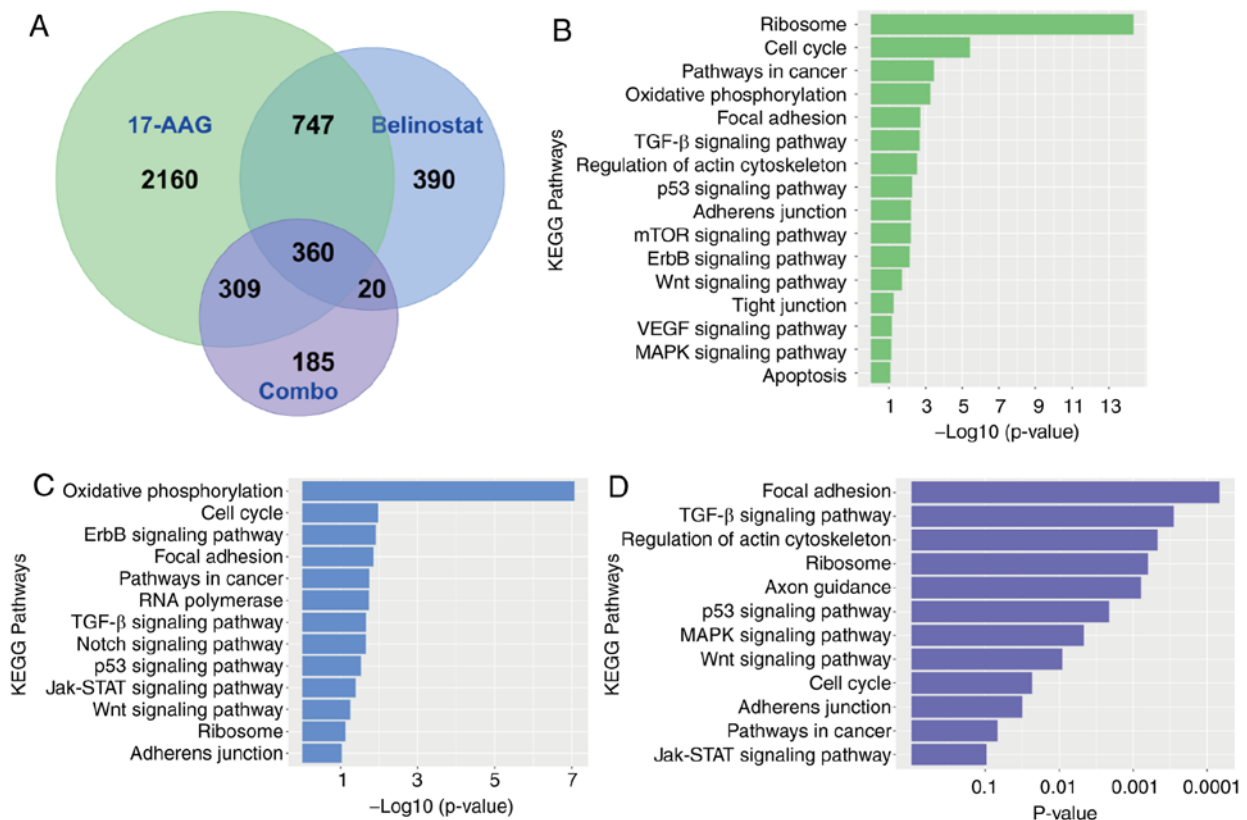 A
17-AAG
747
Belinostat
2160
390
360
309
20
185
Combo
B
KEGG Pathways
Ribosome
Cell cycle
Pathways in cancer
Oxidative phosphorylation
Focal adhesion
TGF-β signaling pathway
Regulation of actin cytoskeleton
p53 signaling pathway
Adherens junction
mTOR signaling pathway
ErbB signaling pathway
Wnt signaling pathway
Tight junction
VEGF signaling pathway
MAPK signaling pathway
Apoptosis
1 3 5 7 9 11 13
−Log10 (p-value)
C
KEGG Pathways
Oxidative phosphorylation
Cell cycle
ErbB signaling pathway
Focal adhesion
Pathways in cancer
RNA polymerase
TGF-β signaling pathway
Notch signaling pathway
p53 signaling pathway
Jak-STAT signaling pathway
Wnt signaling pathway
Ribosome
Adherens junction
1 3 5 7
−Log10 (p-value)
D
KEGG Pathways
Focal adhesion
TGF-β signaling pathway
Regulation of actin cytoskeleton
Ribosome
Axon guidance
p53 signaling pathway
MAPK signaling pathway
Wnt signaling pathway
Cell cycle
Adherens junction
Pathways in cancer
Jak-STAT signaling pathway
0.1 0.01 0.001 0.0001
P-value